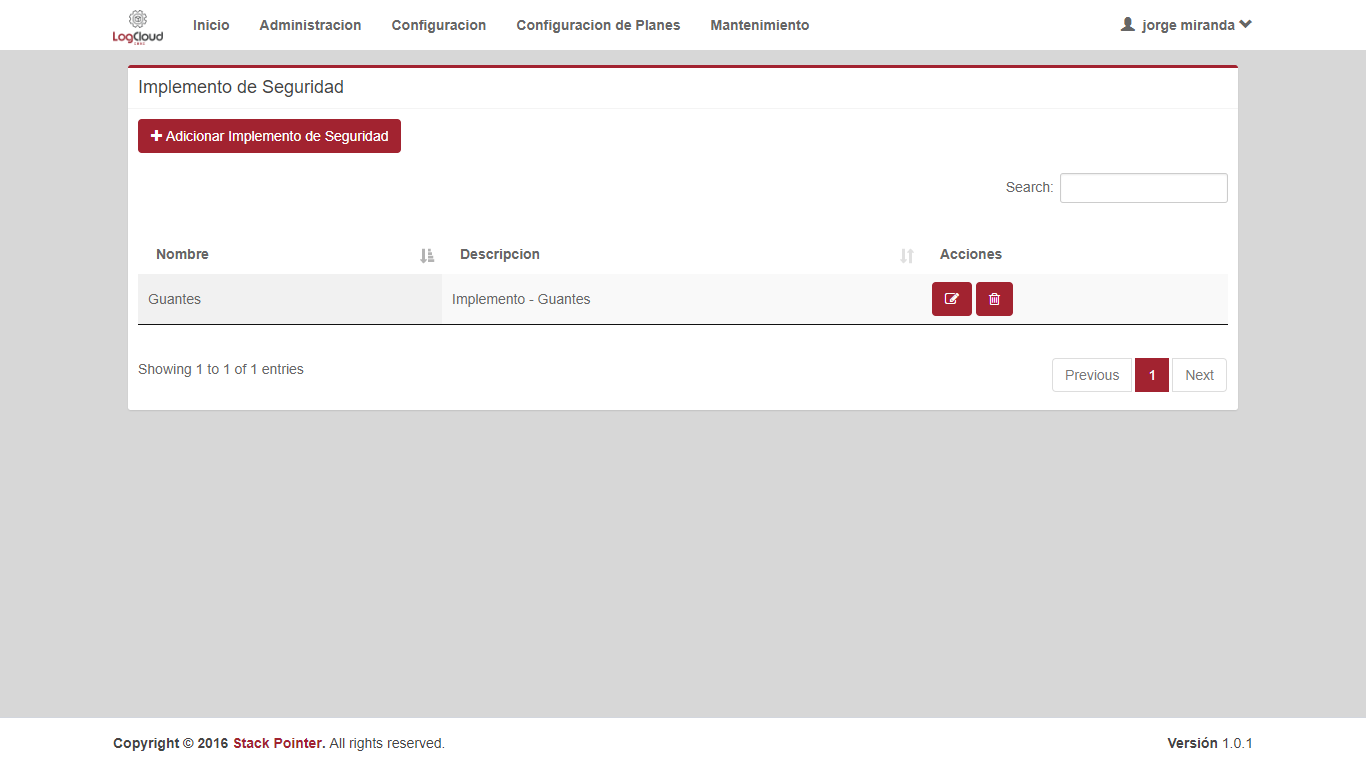 LogCloud
Inicio Administracion Configuracion Configuracion de Planes Mantenimiento jorge miranda
Implemento de Seguridad
Adicionar Implemento de Seguridad
Search:
Nombre Descripcion Acciones
Guantes Implemento - Guantes
Showing 1 to 1 of 1 entries
Previous 1 Next
Copyright © 2016 Stack Pointer. All rights reserved. Versión 1.0.1